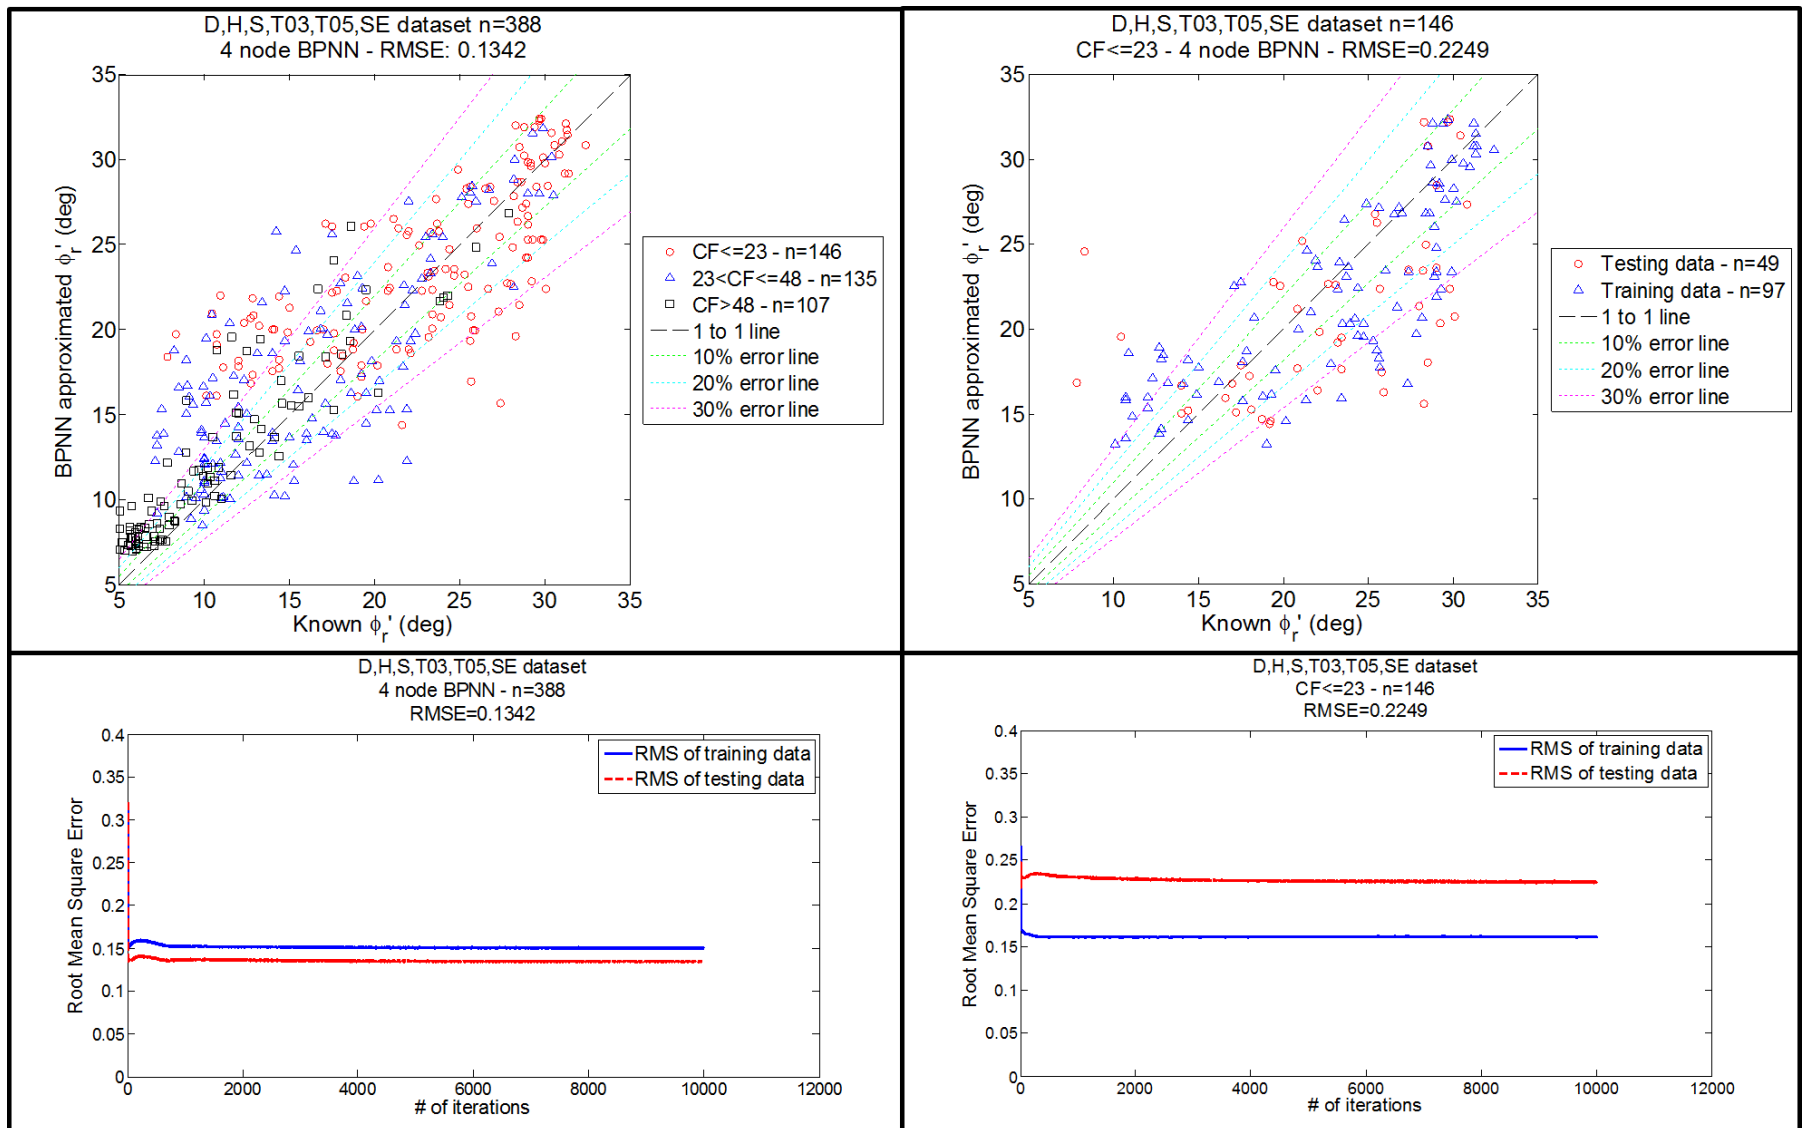 D,H,S,T03,T05,SE dataset n=388
4 node BPNN - RMSE: 0.1342
35
30
25
20
15
10
5
BPNN approximated ϕr' (deg)
5 10 15 20 25 30 35
Known ϕr' (deg)
CF<=23 - n=146
23<CF<=48 - n=135
CF>48 - n=107
1 to 1 line
10% error line
20% error line
30% error line
D,H,S,T03,T05,SE dataset n=146
CF<=23 - 4 node BPNN - RMSE=0.2249
35
30
25
20
15
10
5
BPNN approximated ϕr' (deg)
5 10 15 20 25 30 35
Known ϕr' (deg)
Testing data - n=49
Training data - n=97
1 to 1 line
10% error line
20% error line
30% error line
D,H,S,T03,T05,SE dataset
4 node BPNN - n=388
RMSE=0.1342
0.4
0.35
0.3
0.25
0.2
0.15
0.1
0.05
0
Root Mean Square Error
RMS of training data
RMS of testing data
0 2000 4000 6000 8000 10000 12000
# of iterations
D,H,S,T03,T05,SE dataset
CF<=23 - n=146
RMSE=0.2249
0.4
0.35
0.3
0.25
0.2
0.15
0.1
0.05
0
Root Mean Square Error
RMS of training data
RMS of testing data
0 2000 4000 6000 8000 10000 12000
# of iterations